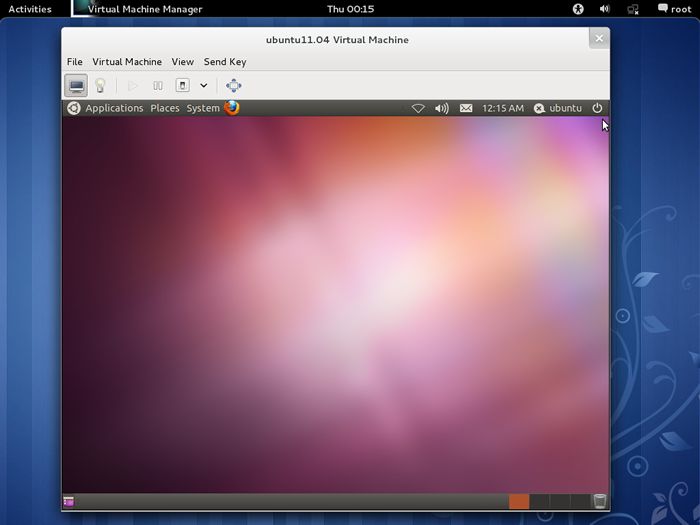 Activities Virtual Machine Manager Thu 00:15 root
ubuntu11.04 Virtual Machine
File Virtual Machine View Send Key
Applications Places System 12:15 AM ubuntu